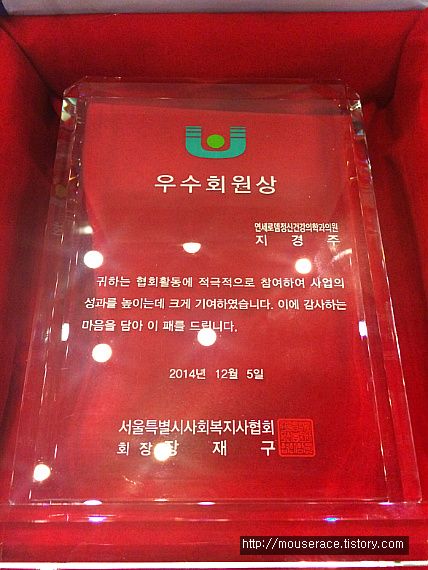 우수회원상
연세로뎀정신건강의학과의원
지 경 주
귀하는 협회활동에 적극적으로 참여하여 사업의
성과를 높이는데 크게 기여하였습니다. 이에 감사하는
마음을 담아 이 패를 드립니다.
2014년 12월 5일
서울특별시사회복지사협회
회 장 장 재 구
http://mouserace.tistory.com